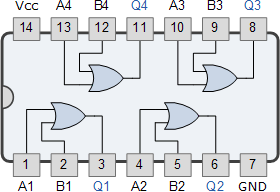 Vcc A4 B4 Q4 A3 B3 Q3
14 13 12 11 10 9 8
1 2 3 4 5 6 7
A1 B1 Q1 A2 B2 Q2 GND